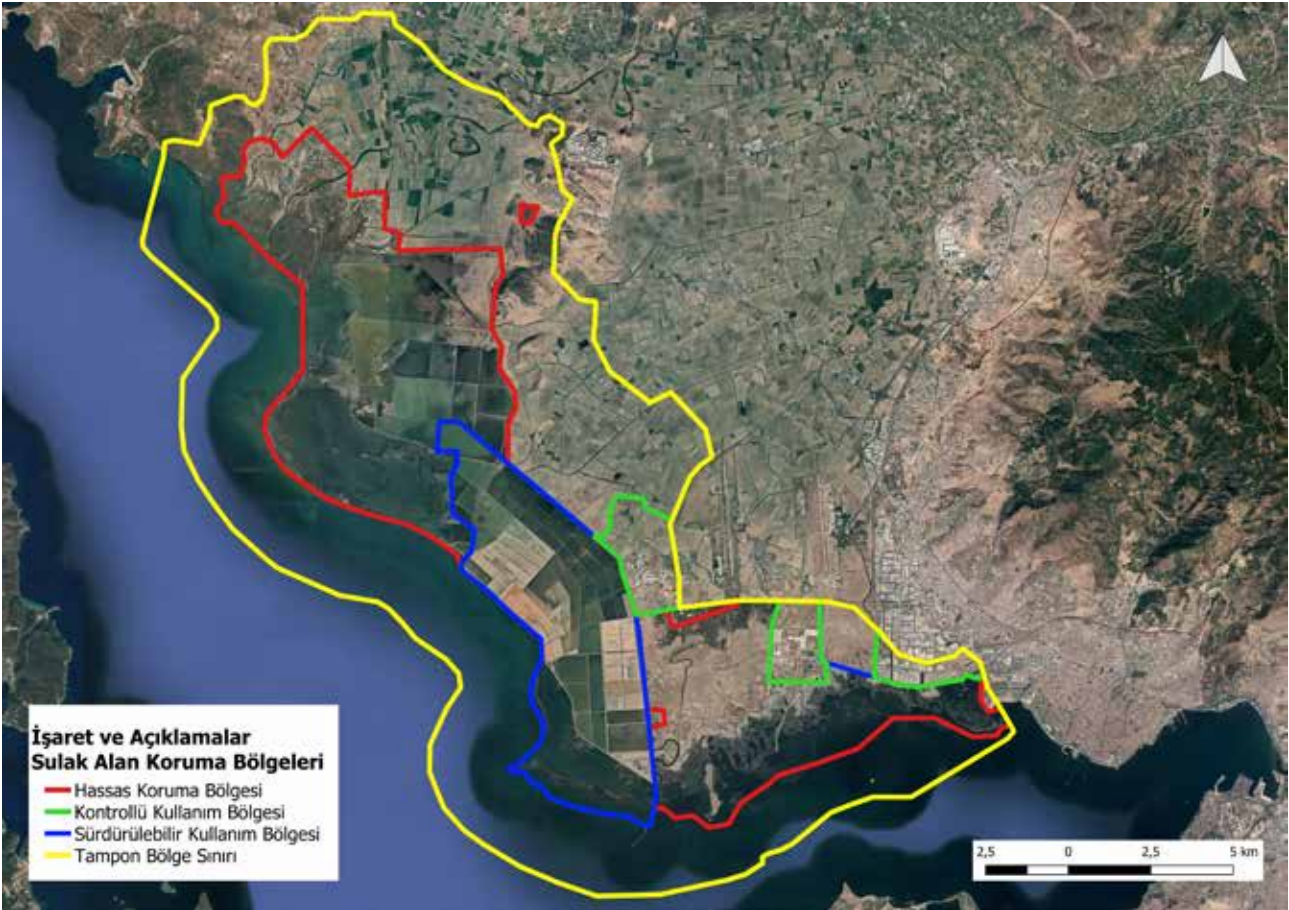 İşaret ve Açıklamalar
Sulak Alan Koruma Bölgeleri
Hassas Koruma Bölgesi
Kontrollü Kullanım Bölgesi
Sürdürülebilir Kullanım Bölgesi
Tampon Bölge Sınırı
2,5 0 2,5 5 km